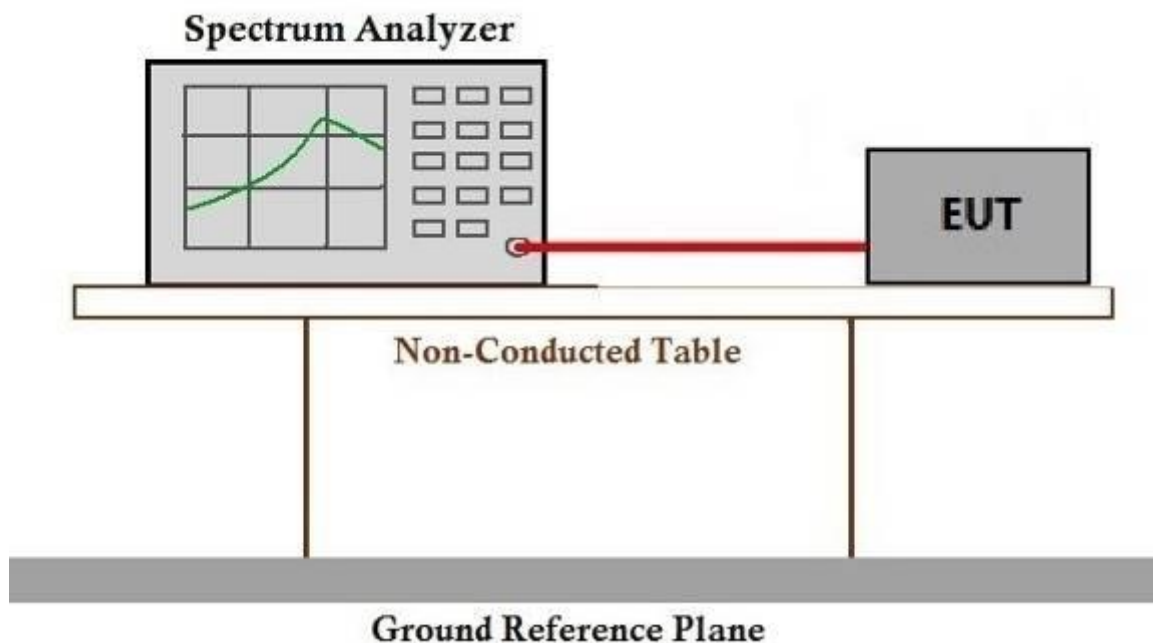 Spectrum Analyzer
EUT
Non-Conducted Table
Ground Reference Plane